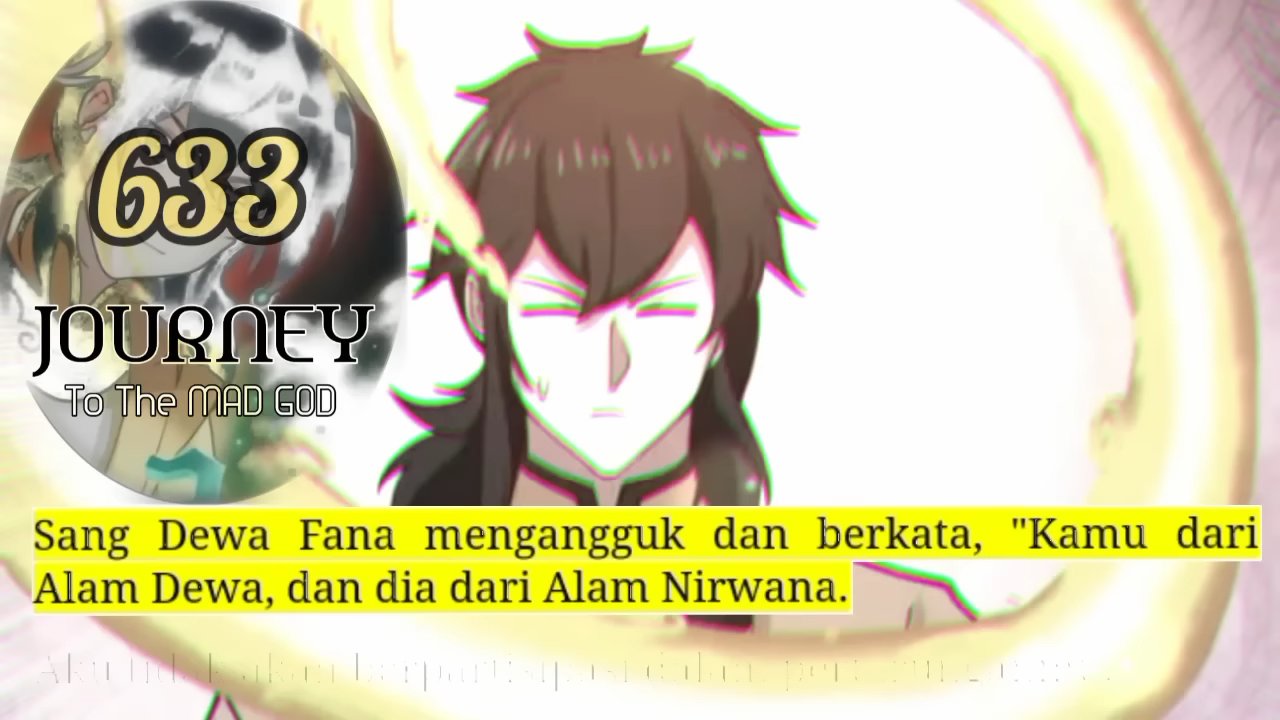 633
JOURNEY
To The MAD GOD
Sang Dewa Fana mengangguk dan berkata, "Kamu dari
Alam Dewa, dan dia dari Alam Nirwana.